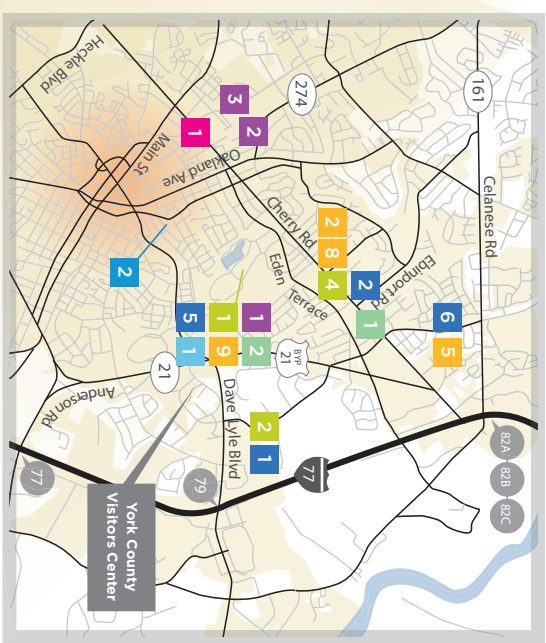 Heckle Blvd
274
161
3
2
1
Main St
Oakland Ave
Celanese Rd
Cherry Rd
2
8
4
2
Ebinport Rd
2
Eden Terrace
1
6
5
5
1
1
1
9
2
BYP
21
21
Anderson Rd
Dave Lyle Blvd
2
1
77
82A
82B
82C
77
79
York County
Visitors Center